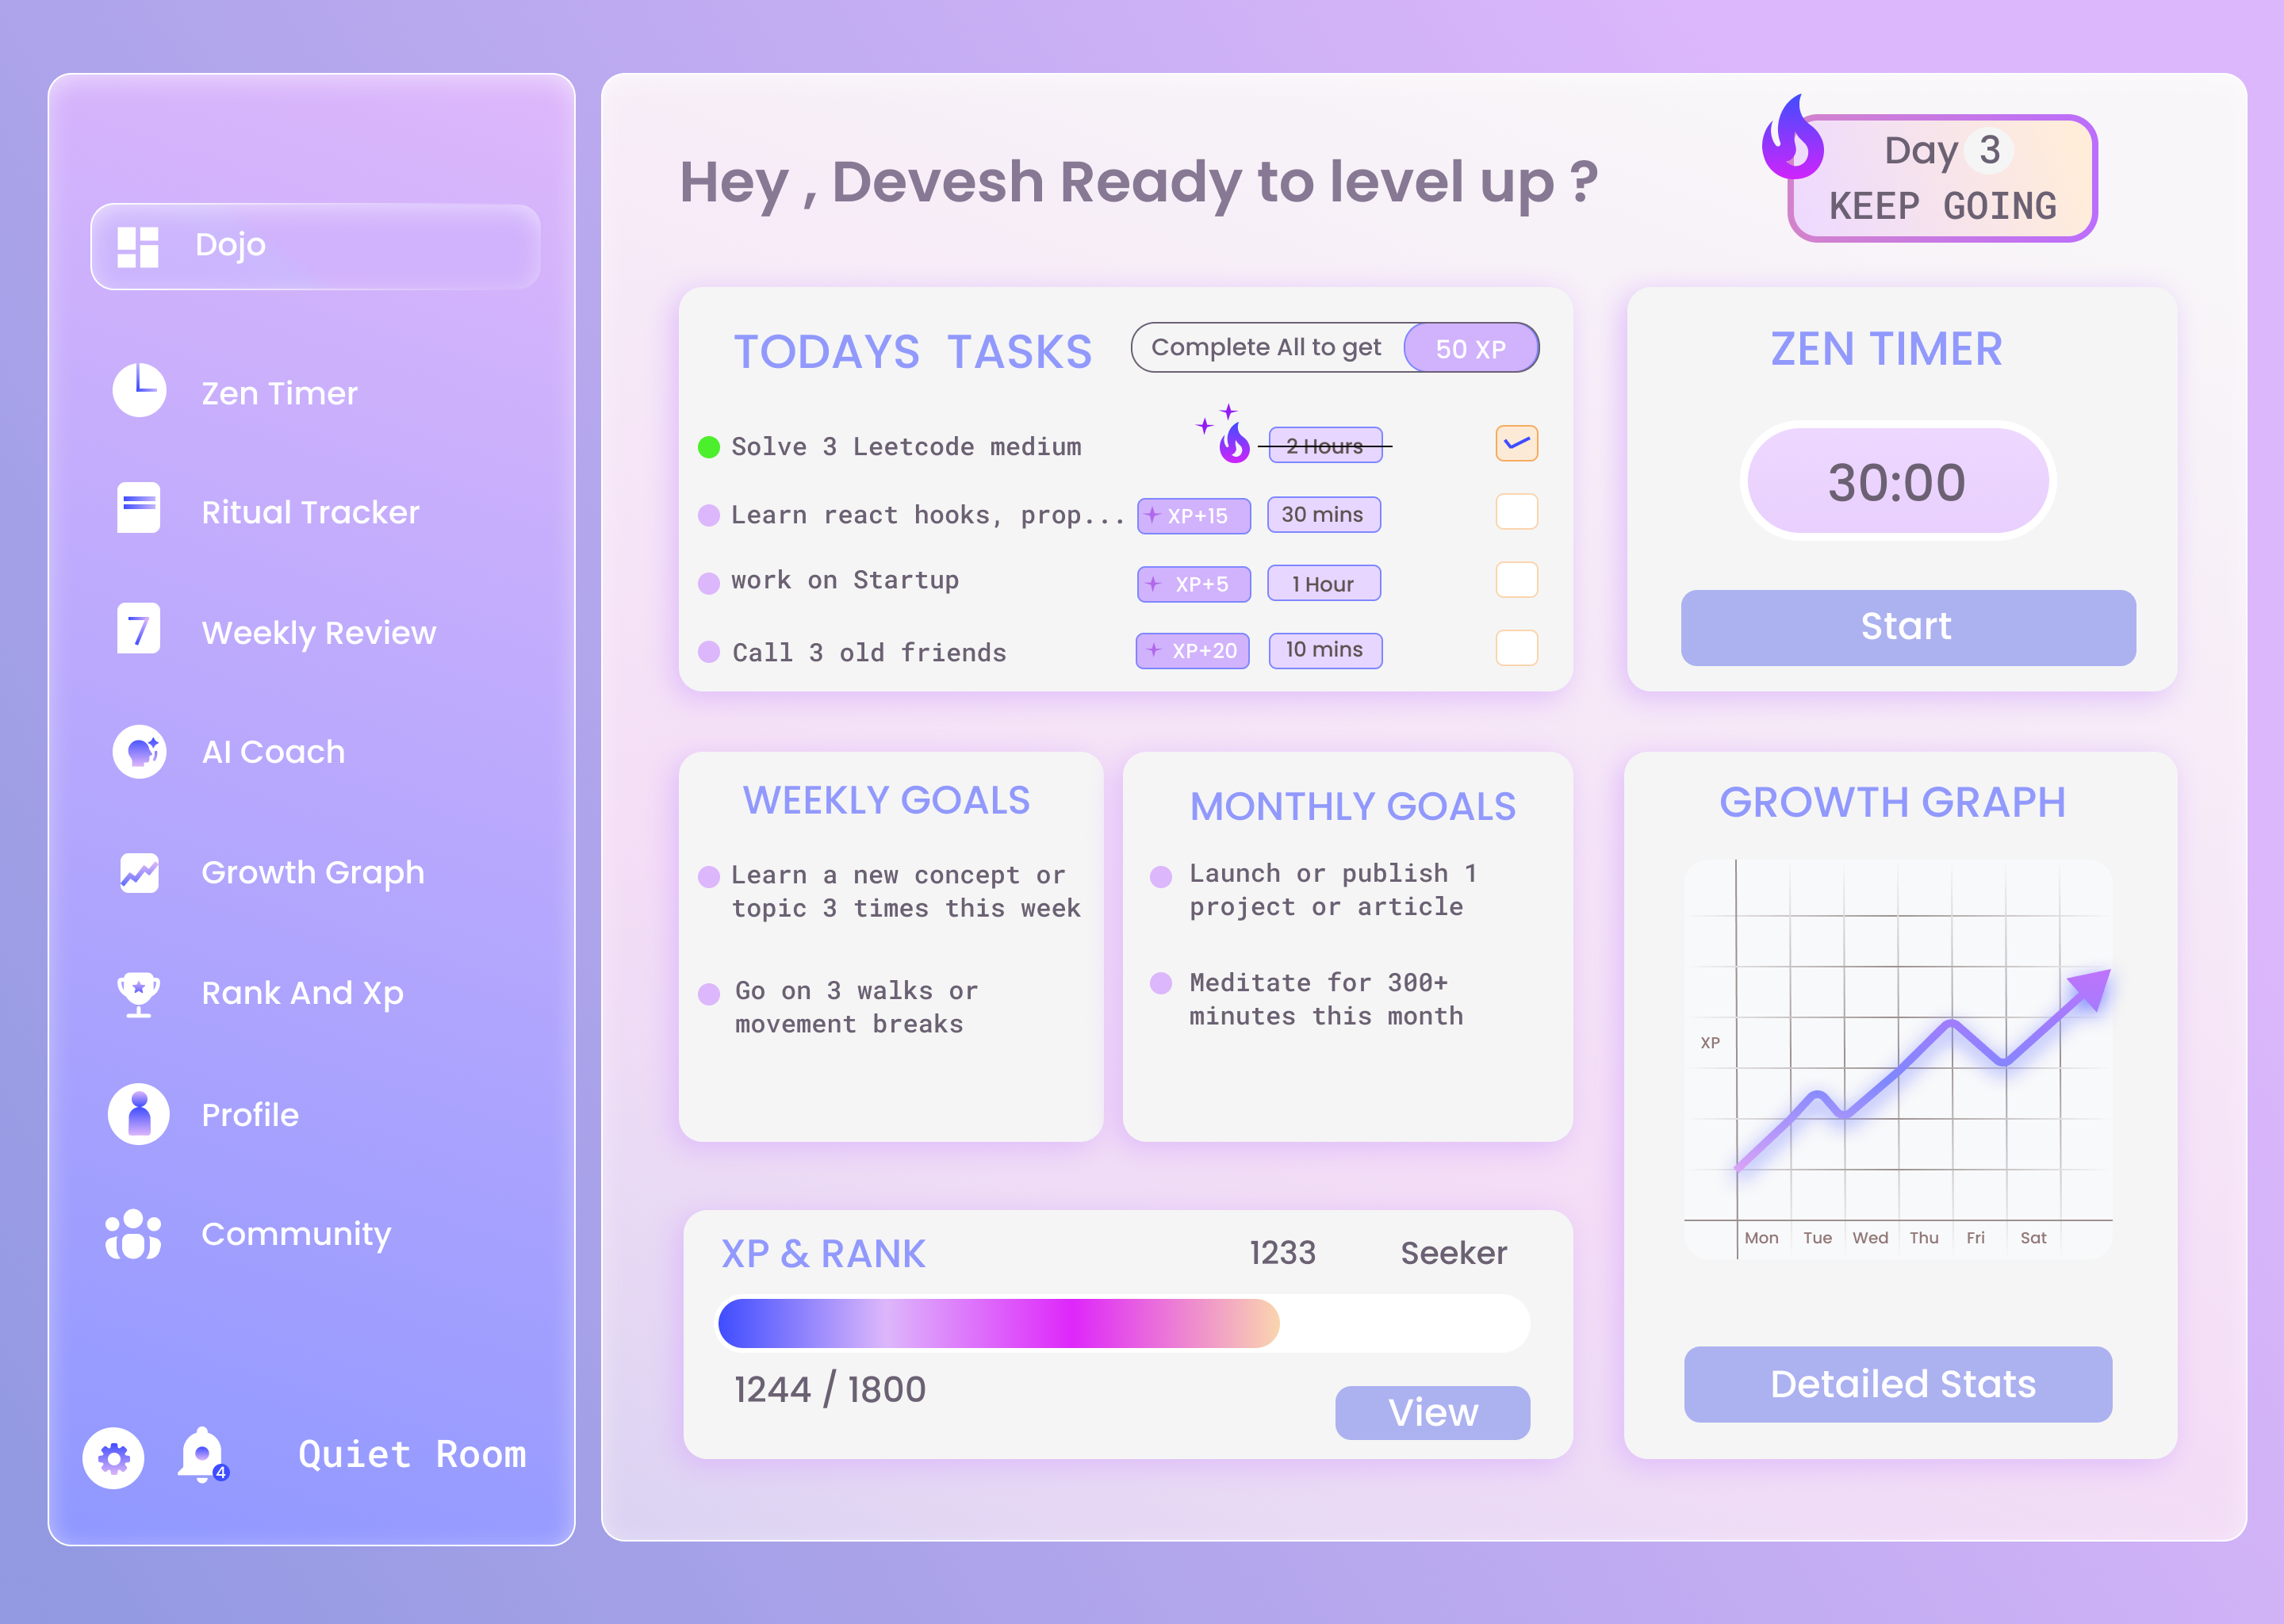 Dojo
Zen Timer
Ritual Tracker
7
Weekly Review
AI Coach
Growth Graph
Rank And Xp
Profile
Community
4
Quiet Room
Hey , Devesh Ready to level up ?
Day 3
KEEP GOING
TODAYS TASKS
Complete All to get 50 XP
Solve 3 Leetcode medium 2 Hours
Learn react hooks, prop... XP+15 30 mins
work on Startup XP+5 1 Hour
Call 3 old friends XP+20 10 mins
ZEN TIMER
30:00
Start
WEEKLY GOALS
Learn a new concept or
topic 3 times this week
Go on 3 walks or
movement breaks
MONTHLY GOALS
Launch or publish 1
project or article
Meditate for 300+
minutes this month
GROWTH GRAPH
XP
Mon Tue Wed Thu Fri Sat
Detailed Stats
XP & RANK 1233 Seeker
1244 / 1800
View